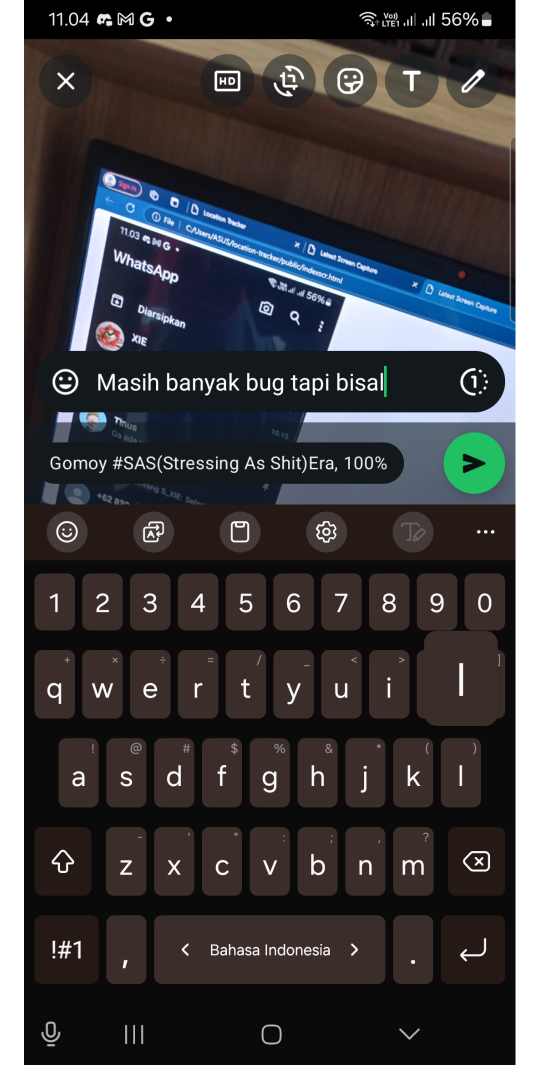 11.04 M G
Vo)) LTE1 56%
HD T
Sign in
Location Tracker
Latest Screen Capture
Latest Screen Capture
File C:/Users/ASUS/location-tracker/public/indexscr.html
11.03 M G
56%
WhatsApp
Diarsipkan
XIE
Masih banyak bug tapi bisal
1
Tinus
10.15
Gomoy #SAS(Stressing As Shit)Era, 100%
1 2 3 4 5 6 7 8 9 0
+ × ÷ = / _ < > ]
q w e r t y u i l
! @ # $ % & * ( )
a s d f g h j k l
- ' " : ; , ?
z x c v b n m
!#1 , < Bahasa Indonesia > .